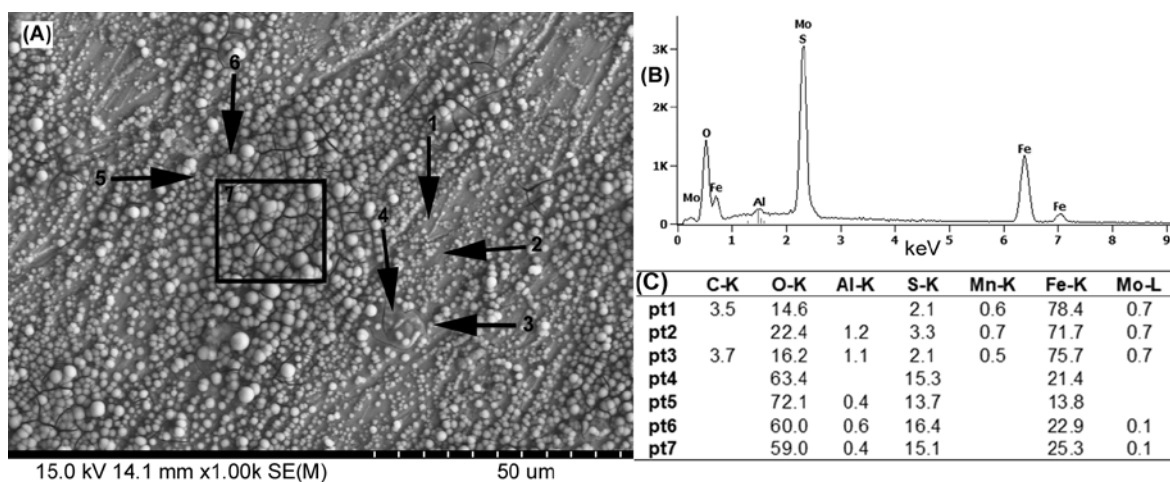 (A)
6
1
5
7
4
2
3
15.0 kV 14.1 mm x1.00k SE(M) 50 um
(B)
3K
2K
1K
0
Mo
S
O
Mo
Fe
Al
Fe
Fe
0 1 2 3 4 5 6 7 8 9
keV
(C) C-K O-K Al-K S-K Mn-K Fe-K Mo-L
pt1 3.5 14.6 2.1 0.6 78.4 0.7
pt2 22.4 1.2 3.3 0.7 71.7 0.7
pt3 3.7 16.2 1.1 2.1 0.5 75.7 0.7
pt4 63.4 15.3 21.4
pt5 72.1 0.4 13.7 13.8
pt6 60.0 0.6 16.4 22.9 0.1
pt7 59.0 0.4 15.1 25.3 0.1